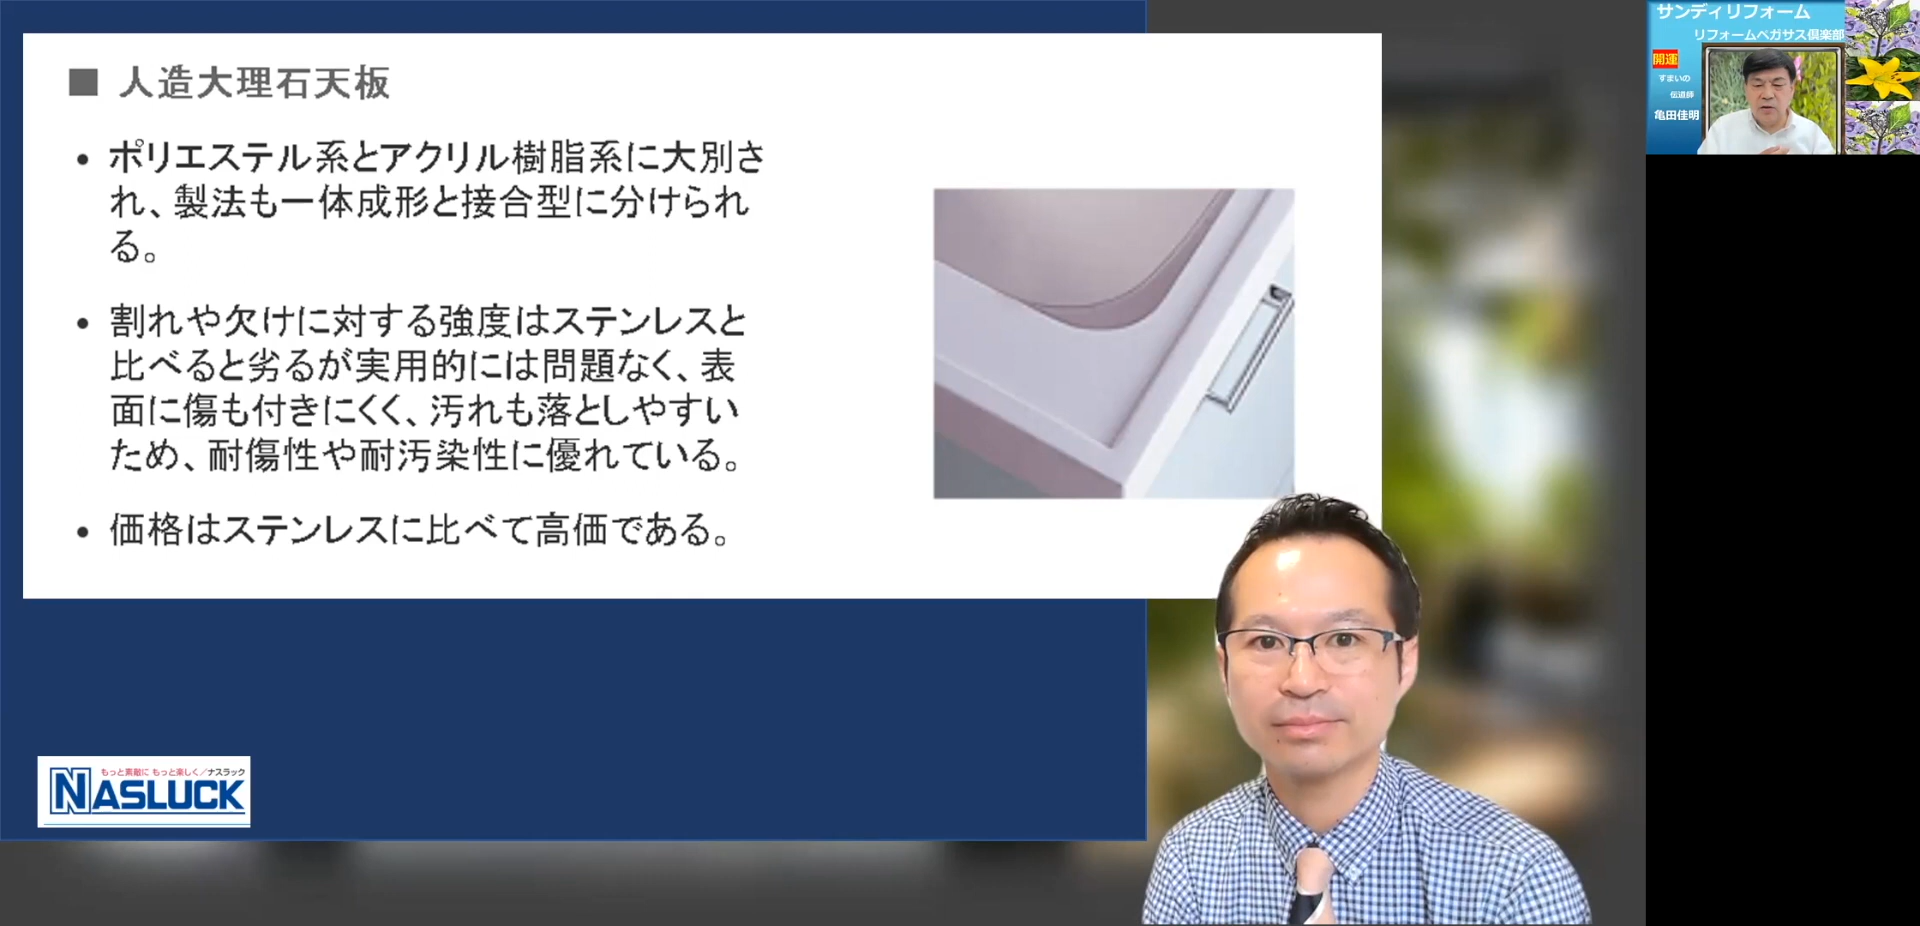 ■ 人造大理石天板
• ポリエステル系とアクリル樹脂系に大別さ
れ、製法も一体成形と接合型に分けられ
る。
• 割れや欠けに対する強度はステンレスと
比べると劣るが実用的には問題なく、表
面に傷も付きにくく、汚れも落としやすい
ため、耐傷性や耐汚染性に優れている。
• 価格はステンレスに比べて高価である。
もっと素敵に もっと楽しく／ナスラック
NASLUCK
サンディリフォーム
リフォームペガサス倶楽部
開運
すまいの
伝道師
亀田佳明